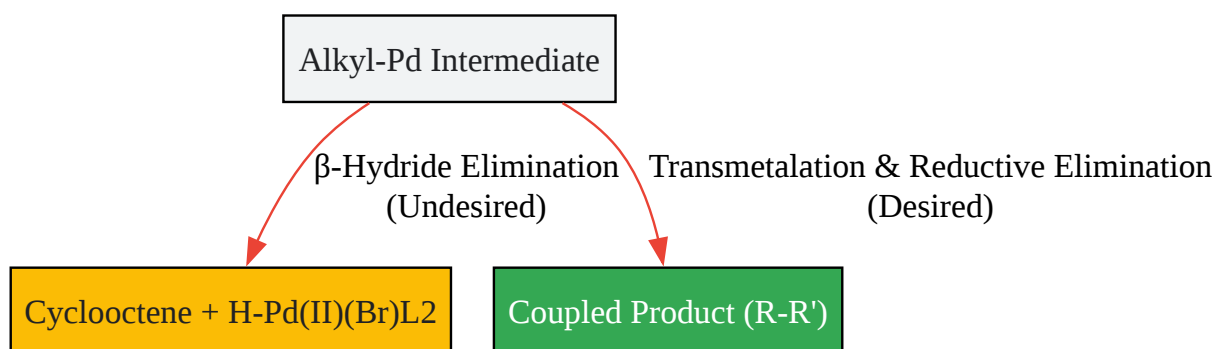 Alkyl-Pd Intermediate
β-Hydride Elimination
(Undesired)
Transmetalation & Reductive Elimination
(Desired)
Cyclooctene + H-Pd(II)(Br)L2
Coupled Product (R-R')